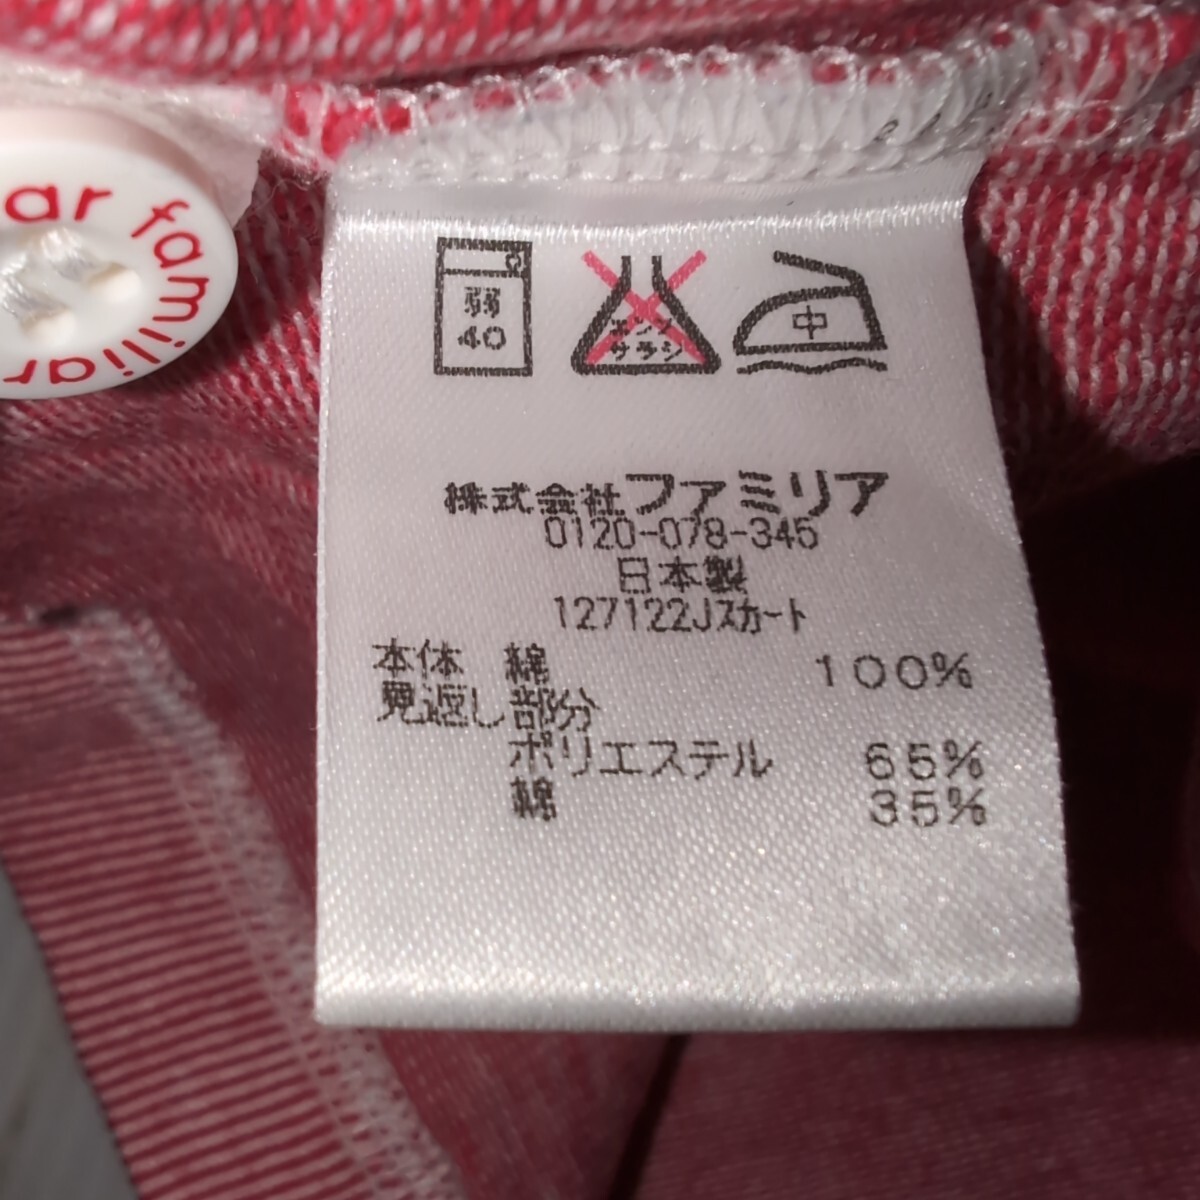 familiar
弱
40
エンソ
サラシ
中
株式会社ファミリア
0120-078-345
日本製
127122Jスカート
本体 綿 100%
見返し部分
ポリエステル 65%
綿 35%